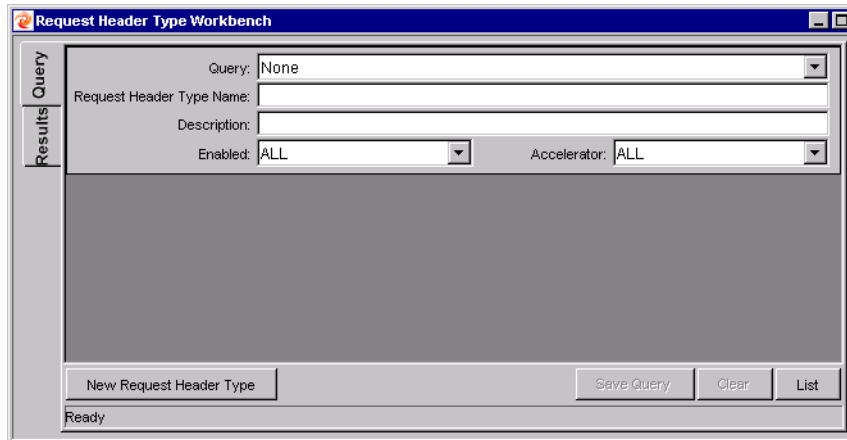 Request Header Type Workbench
Query
Results
Query: None
Request Header Type Name:
Description:
Enabled: ALL Accelerator: ALL
New Request Header Type Save Query Clear List
Ready